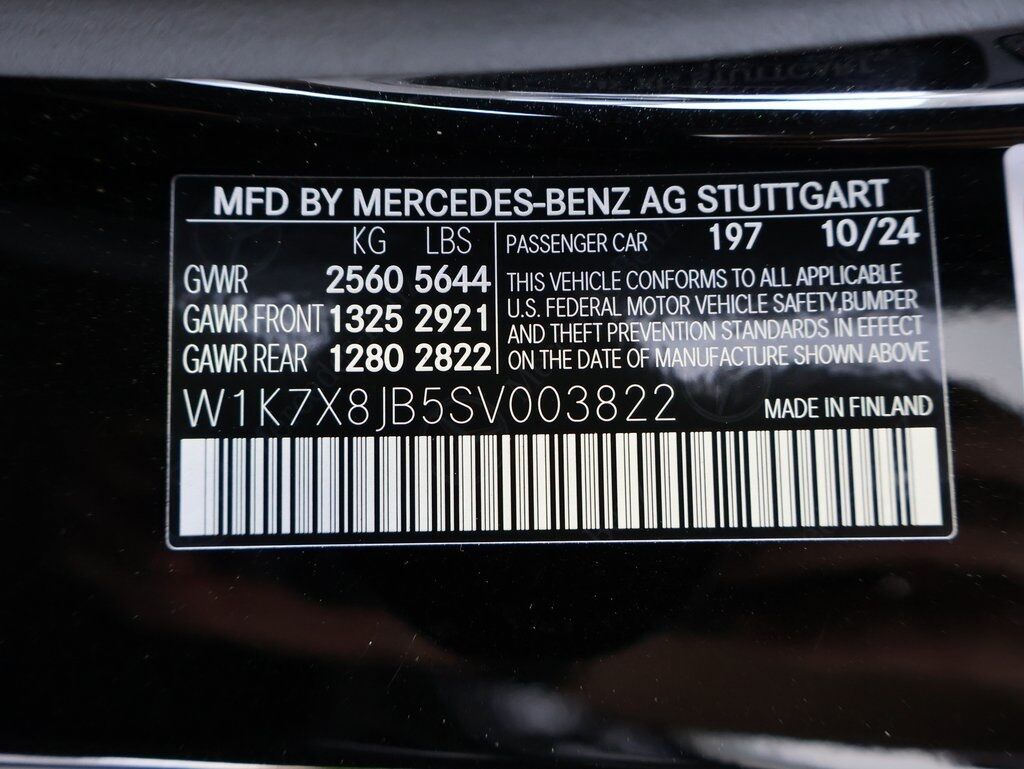 MFD BY MERCEDES-BENZ AG STUTTGART
KG LBS
GVWR 2560 5644
GAWR FRONT 1325 2921
GAWR REAR 1280 2822
PASSENGER CAR 197 10/24
THIS VEHICLE CONFORMS TO ALL APPLICABLE
U.S. FEDERAL MOTOR VEHICLE SAFETY,BUMPER
AND THEFT PREVENTION STANDARDS IN EFFECT
ON THE DATE OF MANUFACTURE SHOWN ABOVE
W1K7X8JB5SV003822
MADE IN FINLAND